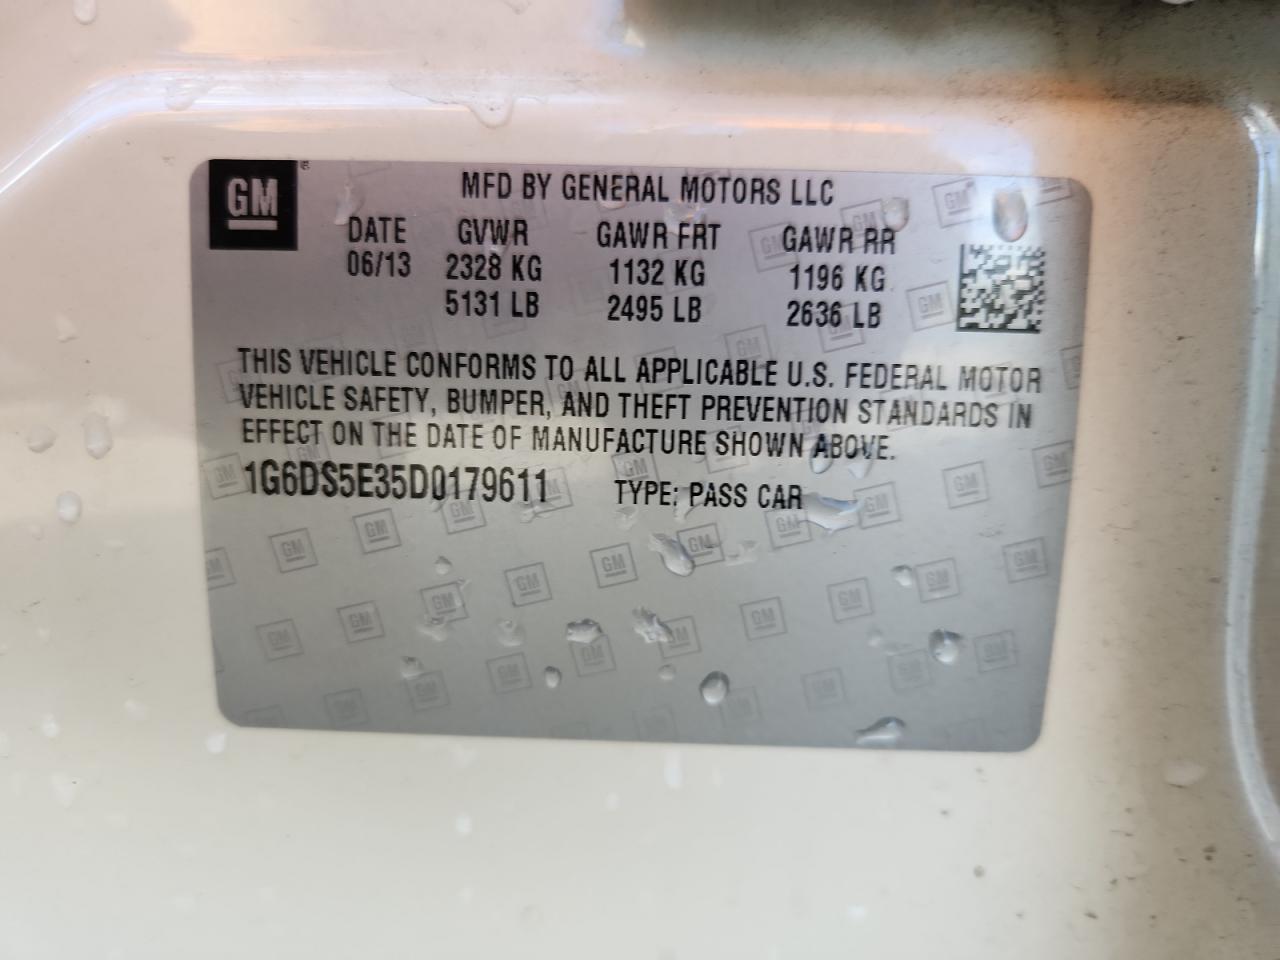 GM
MFD BY GENERAL MOTORS LLC
DATE GVWR GAWR FRT GAWR RR
06/13 2328 KG 1132 KG 1196 KG
5131 LB 2495 LB 2636 LB
THIS VEHICLE CONFORMS TO ALL APPLICABLE U.S. FEDERAL MOTOR
VEHICLE SAFETY, BUMPER, AND THEFT PREVENTION STANDARDS IN
EFFECT ON THE DATE OF MANUFACTURE SHOWN ABOVE.
1G6DS5E35D0179611 TYPE: PASS CAR